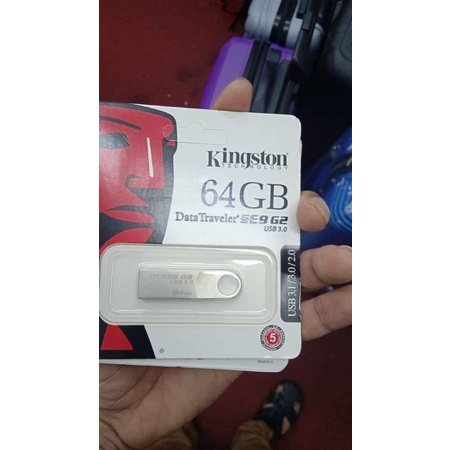 Kingston
TECHNOLOGY
64GB
DataTraveler® SE9 G2
USB 3.0
USB 3.1/3.0/2.0
5